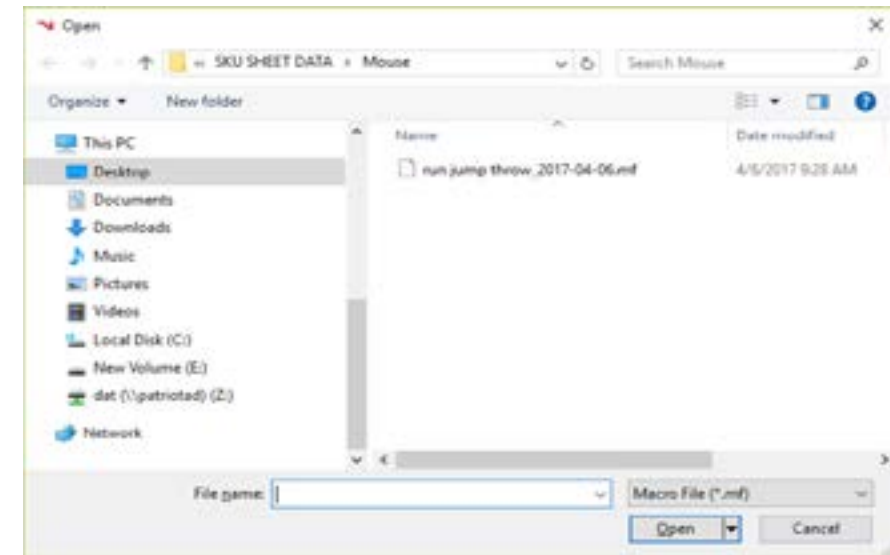 Open
« SKU SHEET DATA › Mouse
Search Mouse
Organize
New folder
Name
Date modified
This PC
Desktop
Documents
Downloads
Music
Pictures
Videos
Local Disk (C:)
New Volume (E:)
dat (\\patriotad) (Z:)
Network
run jump throw_2017-04-06.mf
4/6/2017 9:28 AM
File name:
Macro File (*.mf)
Open
Cancel